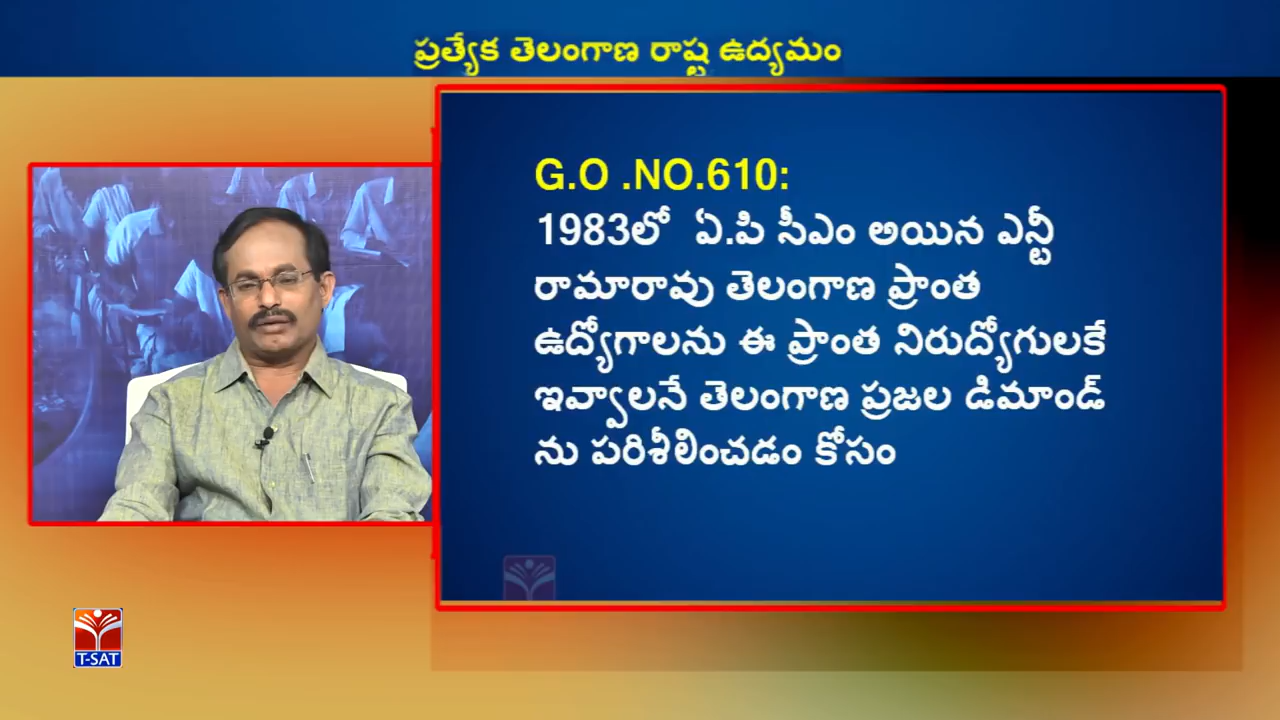 ప్రత్యేక తెలంగాణ రాష్ట ఉద్యమం
G.O .NO.610:
1983లో ఏ.పి సీఎం అయిన ఎన్టీ
రామారావు తెలంగాణ ప్రాంత
ఉద్యోగాలను ఈ ప్రాంత నిరుద్యోగులకే
ఇవ్వాలనే తెలంగాణ ప్రజల డిమాండ్
ను పరిశీలించడం కోసం
T-SAT